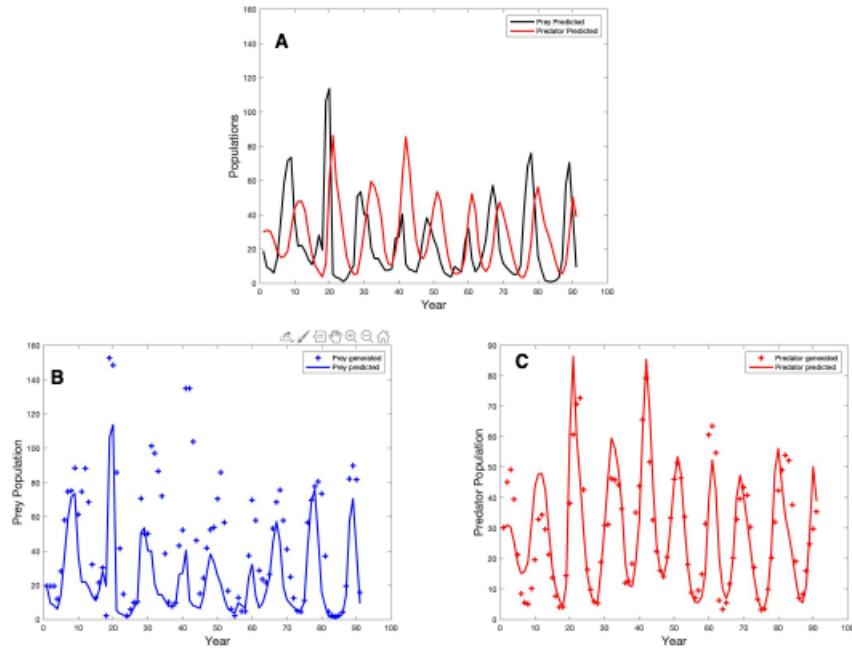 A
Prey Predicted
Predator Predicted
160
140
120
100
80
60
40
20
0
Populations
0 10 20 30 40 50 60 70 80 90 100
Year
B
Prey generated
Prey predicted
160
140
120
100
80
60
40
20
0
Prey Population
0 10 20 30 40 50 60 70 80 90 100
Year
C
Predator generated
Predator predicted
90
80
70
60
50
40
30
20
10
0
Predator Population
0 10 20 30 40 50 60 70 80 90 100
Year